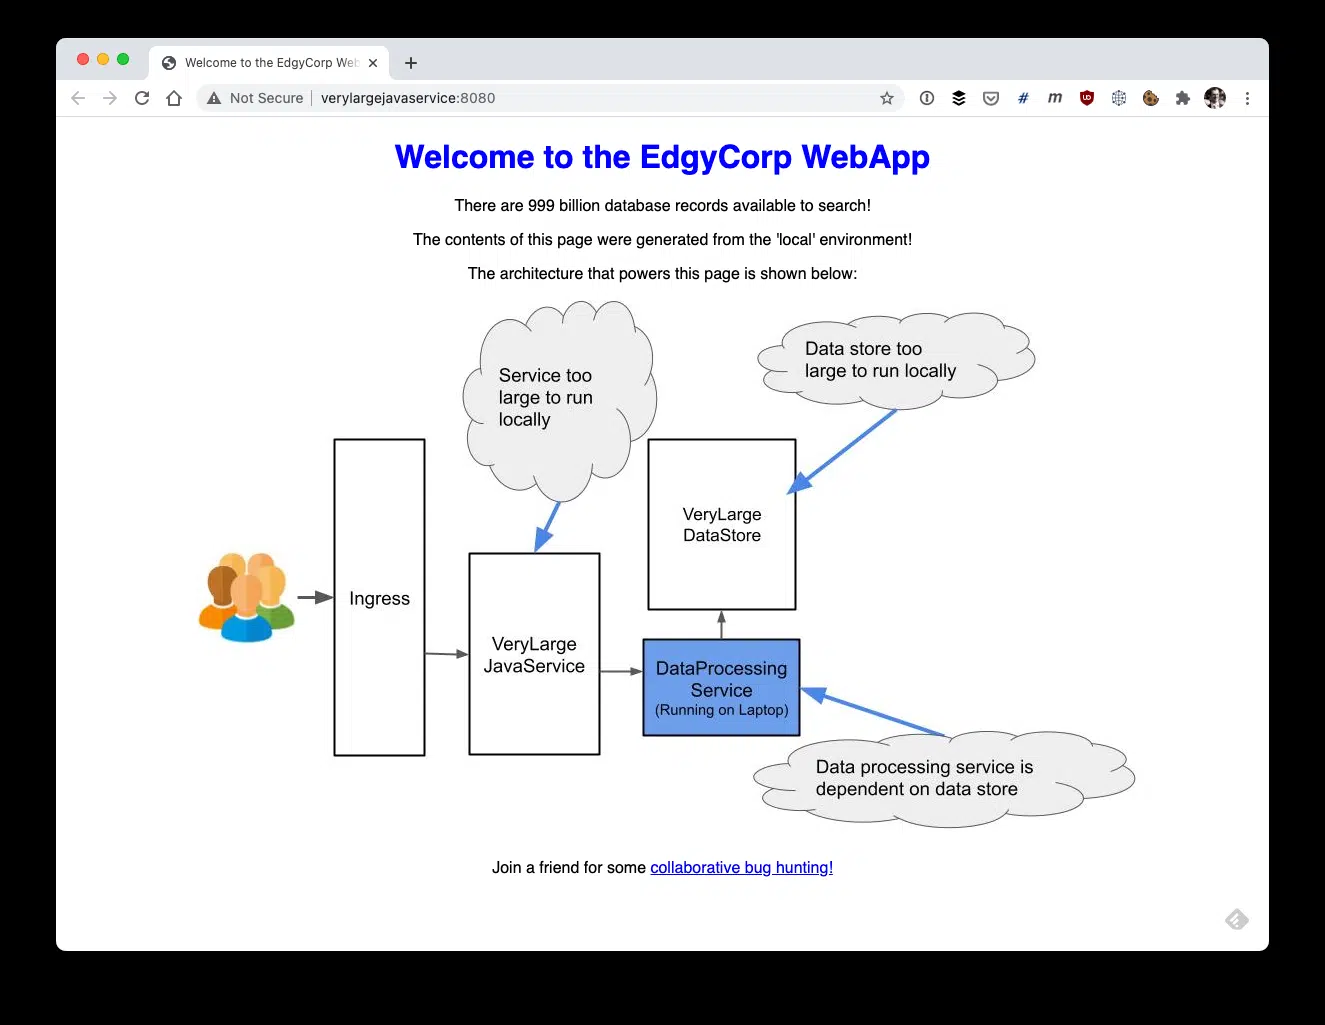 Welcome to the EdgyCorp Web
Not Secure
verylargejavaservice:8080
Welcome to the EdgyCorp WebApp
There are 999 billion database records available to search!
The contents of this page were generated from the 'local' environment!
The architecture that powers this page is shown below:
Service too
large to run
locally
Data store too
large to run locally
VeryLarge
DataStore
Ingress
VeryLarge
JavaService
DataProcessing
Service
(Running on Laptop)
Data processing service is
dependent on data store
Join a friend for some collaborative bug hunting!